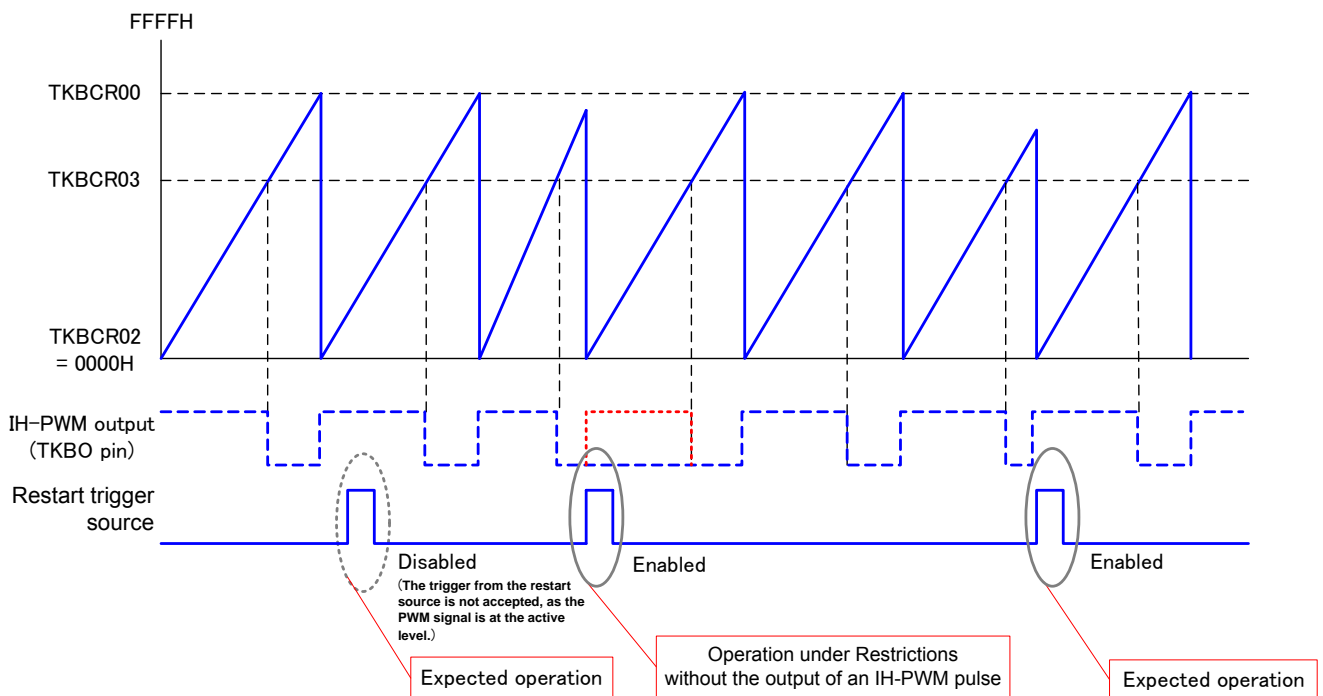 FFFFH
TKBCR00
TKBCR03
TKBCR02
= 0000H
IH-PWM output
(TKBO pin)
Restart trigger
source
Disabled
(The trigger from the restart
source is not accepted, as the
PWM signal is at the active
level.)
Enabled
Enabled
Expected operation
Operation under Restrictions
without the output of an IH-PWM pulse
Expected operation